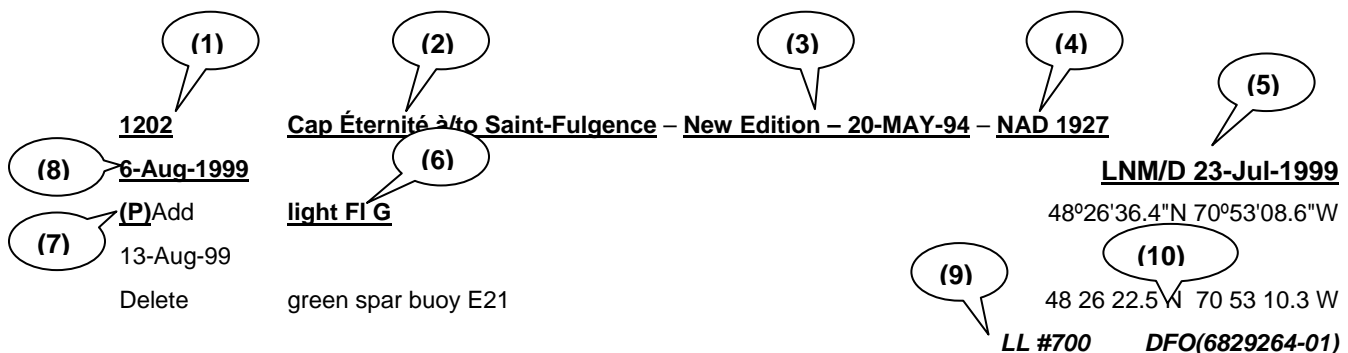 (1) (2) (3) (4)
(5)
1202 Cap Éternité à/to Saint-Fulgence – New Edition – 20-MAY-94 – NAD 1927
(8) 6-Aug-1999 (6) LNM/D 23-Jul-1999
(P)Add light Fl G 48º26'36.4"N 70º53'08.6"W
(7) 13-Aug-99 (9) (10)
Delete green spar buoy E21 48 26 22.5 N 70 53 10.3 W
LL #700 DFO(6829264-01)